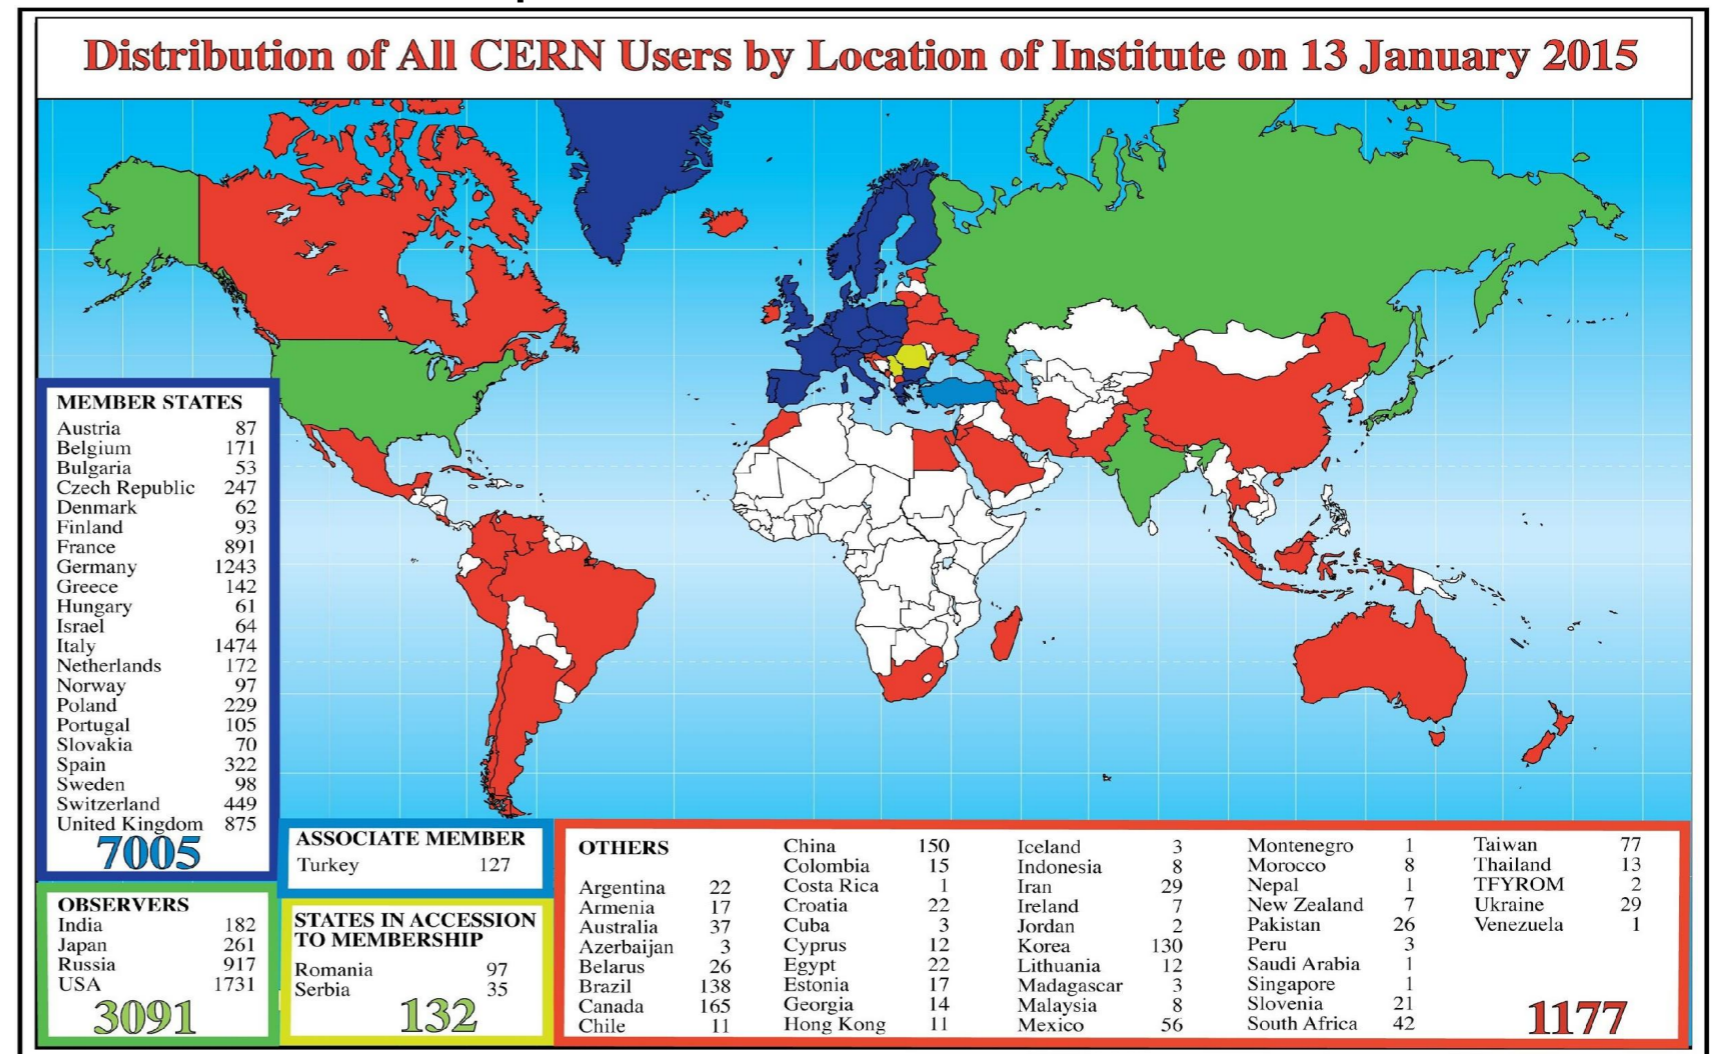 Distribution of All CERN Users by Location of Institute on 13 January 2015
MEMBER STATES
Austria 87
Belgium 171
Bulgaria 53
Czech Republic 247
Denmark 62
Finland 93
France 891
Germany 1243
Greece 142
Hungary 61
Israel 64
Italy 1474
Netherlands 172
Norway 97
Poland 229
Portugal 105
Slovakia 70
Spain 322
Sweden 98
Switzerland 449
United Kingdom 875
7005
OBSERVERS
India 182
Japan 261
Russia 917
USA 1731
3091
ASSOCIATE MEMBER
Turkey 127
STATES IN ACCESSION
TO MEMBERSHIP
Romania 97
Serbia 35
132
OTHERS
Argentina 22
Armenia 17
Australia 37
Azerbaijan 3
Belarus 26
Brazil 138
Canada 165
Chile 11
China 150
Colombia 15
Costa Rica 1
Croatia 22
Cuba 3
Cyprus 12
Egypt 22
Estonia 17
Georgia 14
Hong Kong 11
Iceland 3
Indonesia 8
Iran 29
Ireland 7
Jordan 2
Korea 130
Lithuania 12
Madagascar 3
Malaysia 8
Mexico 56
Montenegro 1
Morocco 8
Nepal 1
New Zealand 7
Pakistan 26
Peru 3
Saudi Arabia 1
Singapore 1
Slovenia 21
South Africa 42
Taiwan 77
Thailand 13
TFYROM 2
Ukraine 29
Venezuela 1
1177